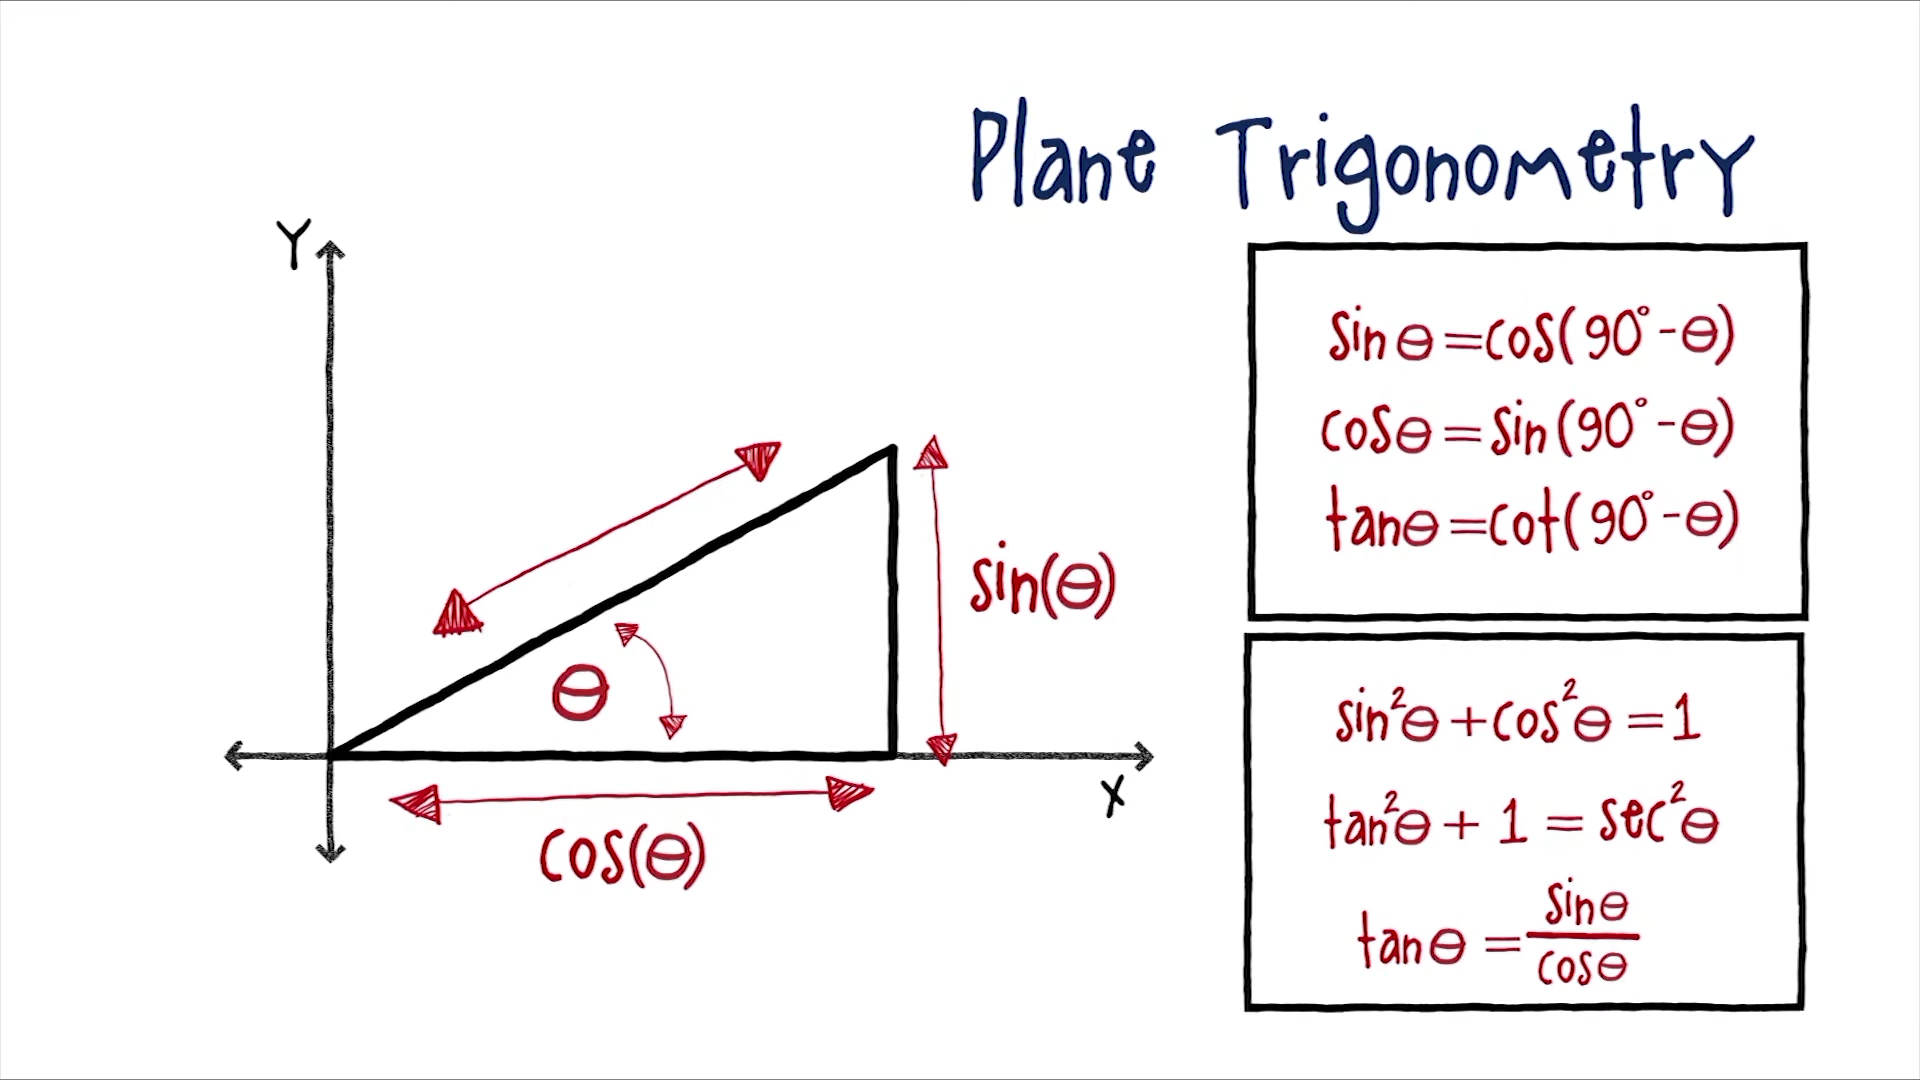 Plane Trigonometry
Y
sin(θ)
θ
X
cos(θ)
sinθ=cos(90°-θ)
cosθ=sin(90°-θ)
tanθ=cot(90°-θ)
sin²θ+cos²θ=1
tan²θ+1=sec²θ
tanθ=sinθ/cosθ